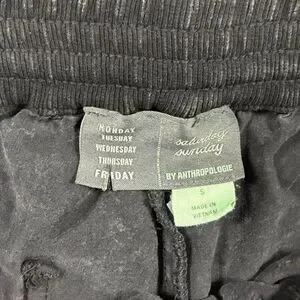 MONDAY
TUESDAY
WEDNESDAY
THURSDAY
FRIDAY
saturday
sunday
BY ANTHROPOLOGIE
S
MADE IN
VIETNAM